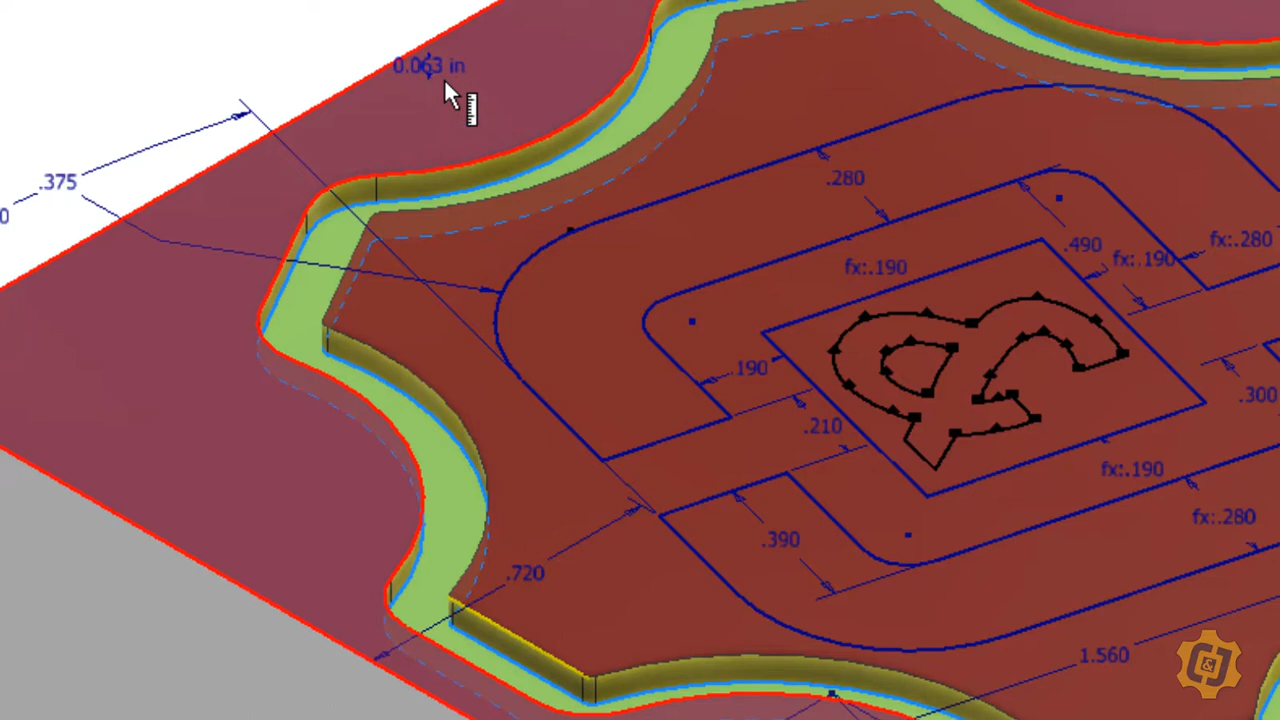 0.063 in
.375
0
.280
.490
fx:.280
fx:.190
fx:.190
.190
.300
.210
fx:.190
fx:.280
.390
.720
1.560
&
&